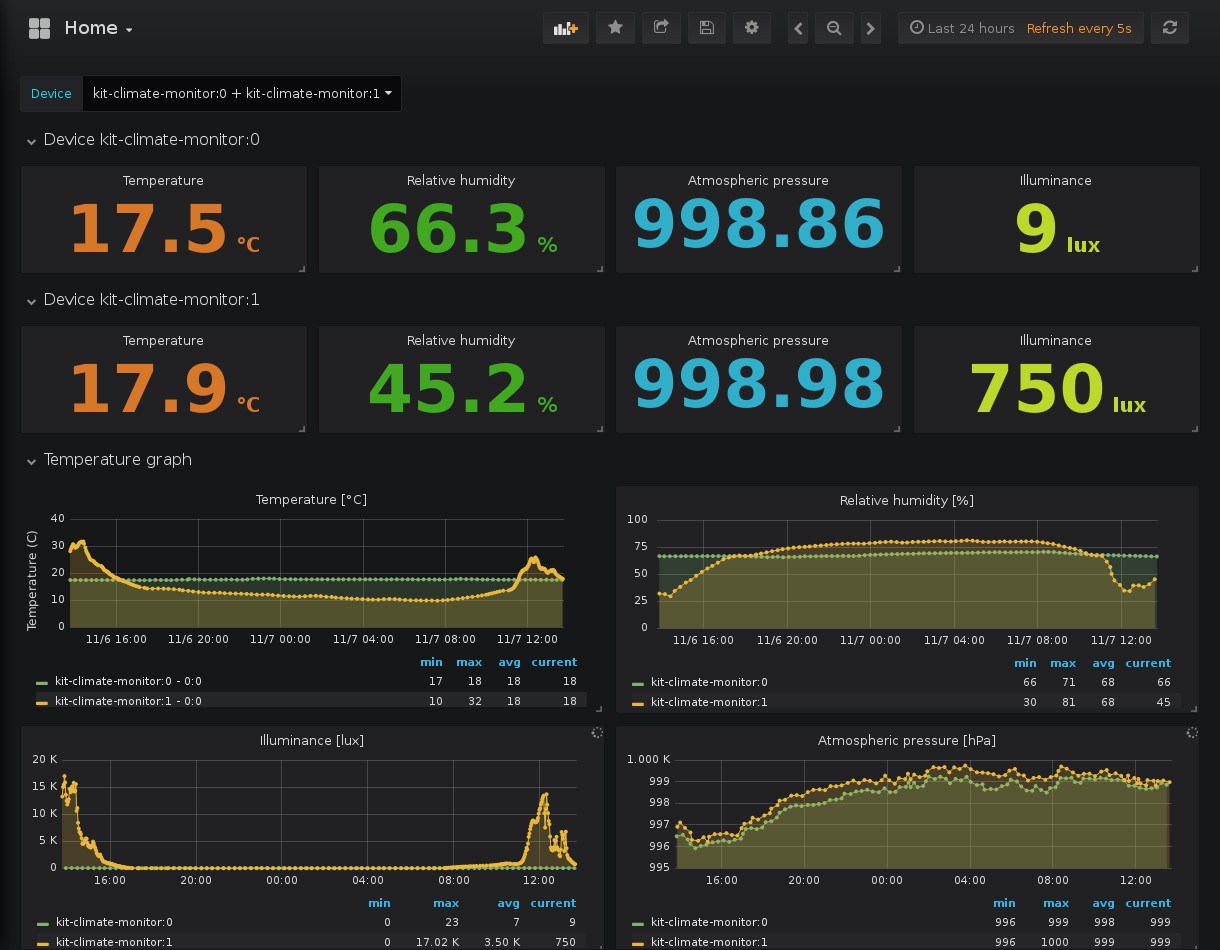 Home
Last 24 hours Refresh every 5s
Device kit-climate-monitor:0 + kit-climate-monitor:1
Device kit-climate-monitor:0
Temperature Relative humidity Atmospheric pressure Illuminance
17.5 °C 66.3 % 998.86 9 lux
Device kit-climate-monitor:1
Temperature Relative humidity Atmospheric pressure Illuminance
17.9 °C 45.2 % 998.98 750 lux
Temperature graph
Temperature [°C]
Temperature (C)
40
30
20
10
0
11/6 16:00 11/6 20:00 11/7 00:00 11/7 04:00 11/7 08:00 11/7 12:00
min max avg current
kit-climate-monitor:0 - 0:0 17 18 18 18
kit-climate-monitor:1 - 0:0 10 32 18 18
Relative humidity [%]
100
75
50
25
0
11/6 16:00 11/6 20:00 11/7 00:00 11/7 04:00 11/7 08:00 11/7 12:00
min max avg current
kit-climate-monitor:0 66 71 68 66
kit-climate-monitor:1 30 81 68 45
Illuminance [lux]
20 K
15 K
10 K
5 K
0
16:00 20:00 00:00 04:00 08:00 12:00
min max avg current
kit-climate-monitor:0 0 23 7 9
kit-climate-monitor:1 0 17.02 K 3.50 K 750
Atmospheric pressure [hPa]
1.000 K
999
998
997
996
995
16:00 20:00 00:00 04:00 08:00 12:00
min max avg current
kit-climate-monitor:0 996 999 998 999
kit-climate-monitor:1 996 1000 999 999